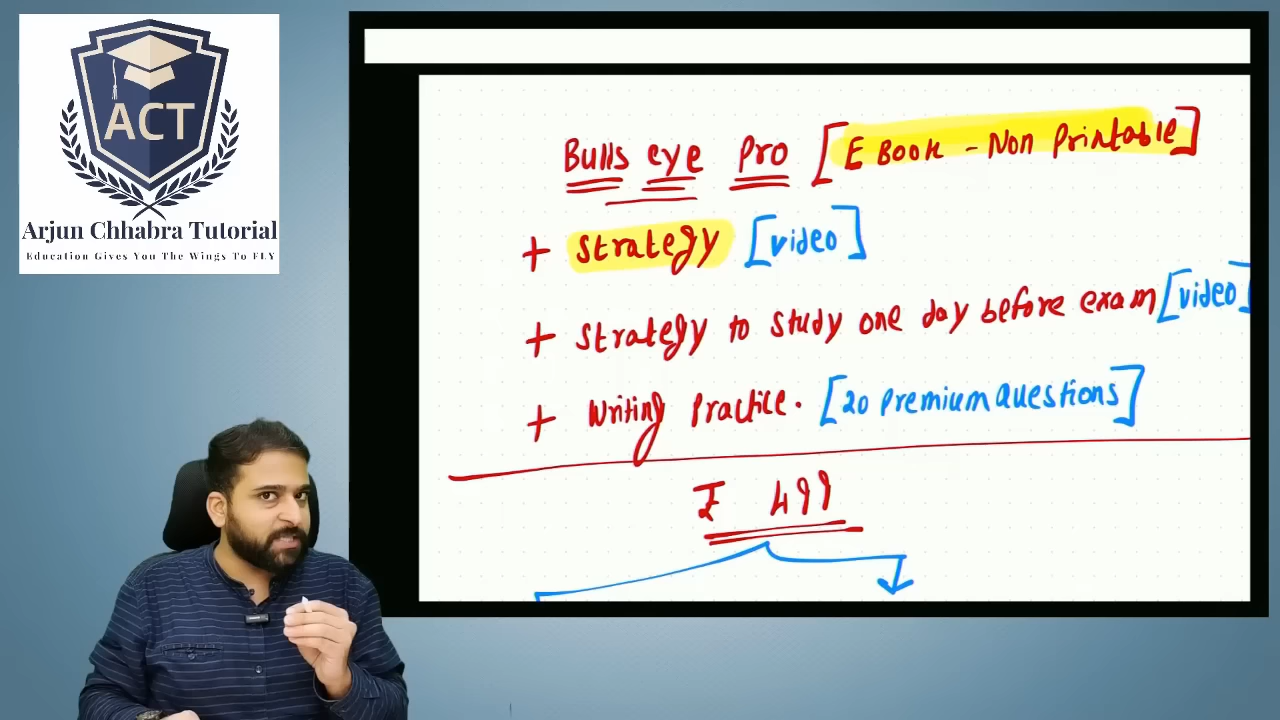 ACT
Arjun Chhabra Tutorial
Education Gives You The Wings To FLY
Bulls eye Pro [E Book - Non Printable]
+ Strategy [video]
+ Strategy to study one day before exam [video]
+ Writing Practice. [20 Premium Questions]
₹ 499